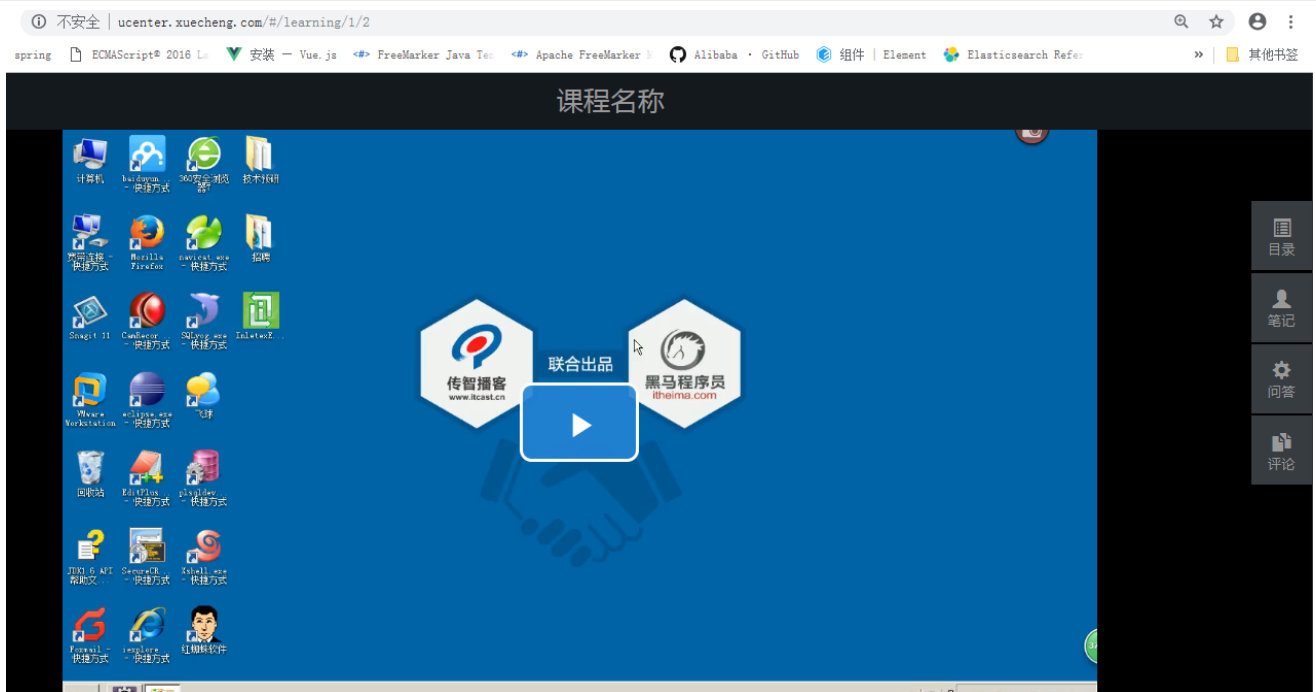 不安全 ucenter.xuecheng.com/#/learning/1/2
spring ECMAScript® 2016 La 安装 — Vue.js FreeMarker Java Tem Apache FreeMarker Alibaba · GitHub 组件 | Element Elasticsearch Refer » 其他书签
课程名称
计算机 baiduyun... - 快捷方式 360安全浏览器7 技术预研
宽带连接 - 快捷方式 Mozilla Firefox navicat.exe - 快捷方式 招聘
Snagit 11 CamRecor... - 快捷方式 SQLyog.exe - 快捷方式
VMware Workstation eclipse.exe - 快捷方式 飞球
回收站 EditPlus... - 快捷方式 plsqldev... - 快捷方式
JDK1.6 API 帮助文... SecureCR... - 快捷方式 Xshell.exe - 快捷方式
Foxmail - 快捷方式 iexplore... - 快捷方式 红蜘蛛软件
传智播客
www.itcast.cn
联合出品
黑马程序员
itheima.com
目录
笔记
问答
评论